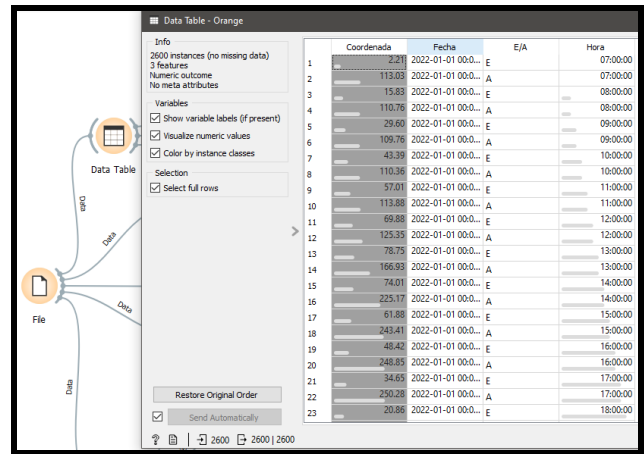 Data Table - Orange
Info
2600 instances (no missing data)
3 features
Numeric outcome
No meta attributes
Variables
Show variable labels (if present)
Visualize numeric values
Color by instance classes
Selection
Select full rows
Restore Original Order
Send Automatically
2600 2600 | 2600
Data Table
Data
Data
Data
Data
File
Coordenada Fecha E/A Hora
1 2.21 2022-01-01 00:0... E 07:00:00
2 113.03 2022-01-01 00:0... A 07:00:00
3 15.83 2022-01-01 00:0... E 08:00:00
4 110.76 2022-01-01 00:0... A 08:00:00
5 29.60 2022-01-01 00:0... E 09:00:00
6 109.76 2022-01-01 00:0... A 09:00:00
7 43.39 2022-01-01 00:0... E 10:00:00
8 110.36 2022-01-01 00:0... A 10:00:00
9 57.01 2022-01-01 00:0... E 11:00:00
10 113.88 2022-01-01 00:0... A 11:00:00
11 69.88 2022-01-01 00:0... E 12:00:00
12 125.35 2022-01-01 00:0... A 12:00:00
13 78.75 2022-01-01 00:0... E 13:00:00
14 166.93 2022-01-01 00:0... A 13:00:00
15 74.01 2022-01-01 00:0... E 14:00:00
16 225.17 2022-01-01 00:0... A 14:00:00
17 61.88 2022-01-01 00:0... E 15:00:00
18 243.41 2022-01-01 00:0... A 15:00:00
19 48.42 2022-01-01 00:0... E 16:00:00
20 248.85 2022-01-01 00:0... A 16:00:00
21 34.65 2022-01-01 00:0... E 17:00:00
22 250.28 2022-01-01 00:0... A 17:00:00
23 20.86 2022-01-01 00:0... E 18:00:00